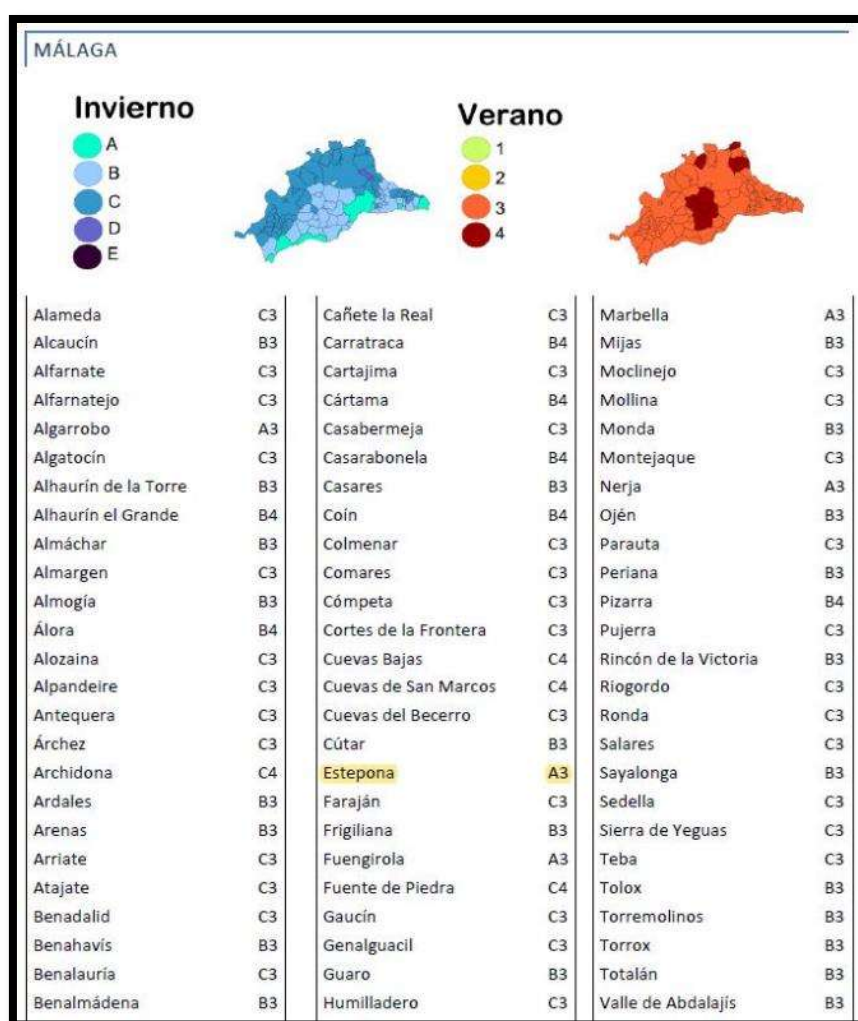 MÁLAGA
Invierno
A
B
C
D
E
Verano
1
2
3
4
Alameda C3
Alcaucín B3
Alfarnate C3
Alfarnatejo C3
Algarrobo A3
Algatocín C3
Alhaurín de la Torre B3
Alhaurín el Grande B4
Almáchar B3
Almargen C3
Almogía B3
Álora B4
Alozaina C3
Alpandeire C3
Antequera C3
Árchez C3
Archidona C4
Ardales B3
Arenas B3
Arriate C3
Atajate C3
Benadalid C3
Benahavís B3
Benalauría C3
Benalmádena B3
Cañete la Real C3
Carratraca B4
Cartajima C3
Cártama B4
Casabermeja C3
Casarabonela B4
Casares B3
Coín B4
Colmenar C3
Comares C3
Cómpeta C3
Cortes de la Frontera C3
Cuevas Bajas C4
Cuevas de San Marcos C4
Cuevas del Becerro C3
Cútar B3
Estepona A3
Faraján C3
Frigiliana B3
Fuengirola A3
Fuente de Piedra C4
Gaucín C3
Genalguacil C3
Guaro B3
Humilladero C3
Marbella A3
Mijas B3
Moclinejo C3
Mollina C3
Monda B3
Montejaque C3
Nerja A3
Ojén B3
Parauta C3
Periana B3
Pizarra B4
Pujerra C3
Rincón de la Victoria B3
Riogordo C3
Ronda C3
Salares C3
Sayalonga B3
Sedella C3
Sierra de Yeguas C3
Teba C3
Tolox B3
Torremolinos B3
Torrox B3
Totalán B3
Valle de Abdalajís B3